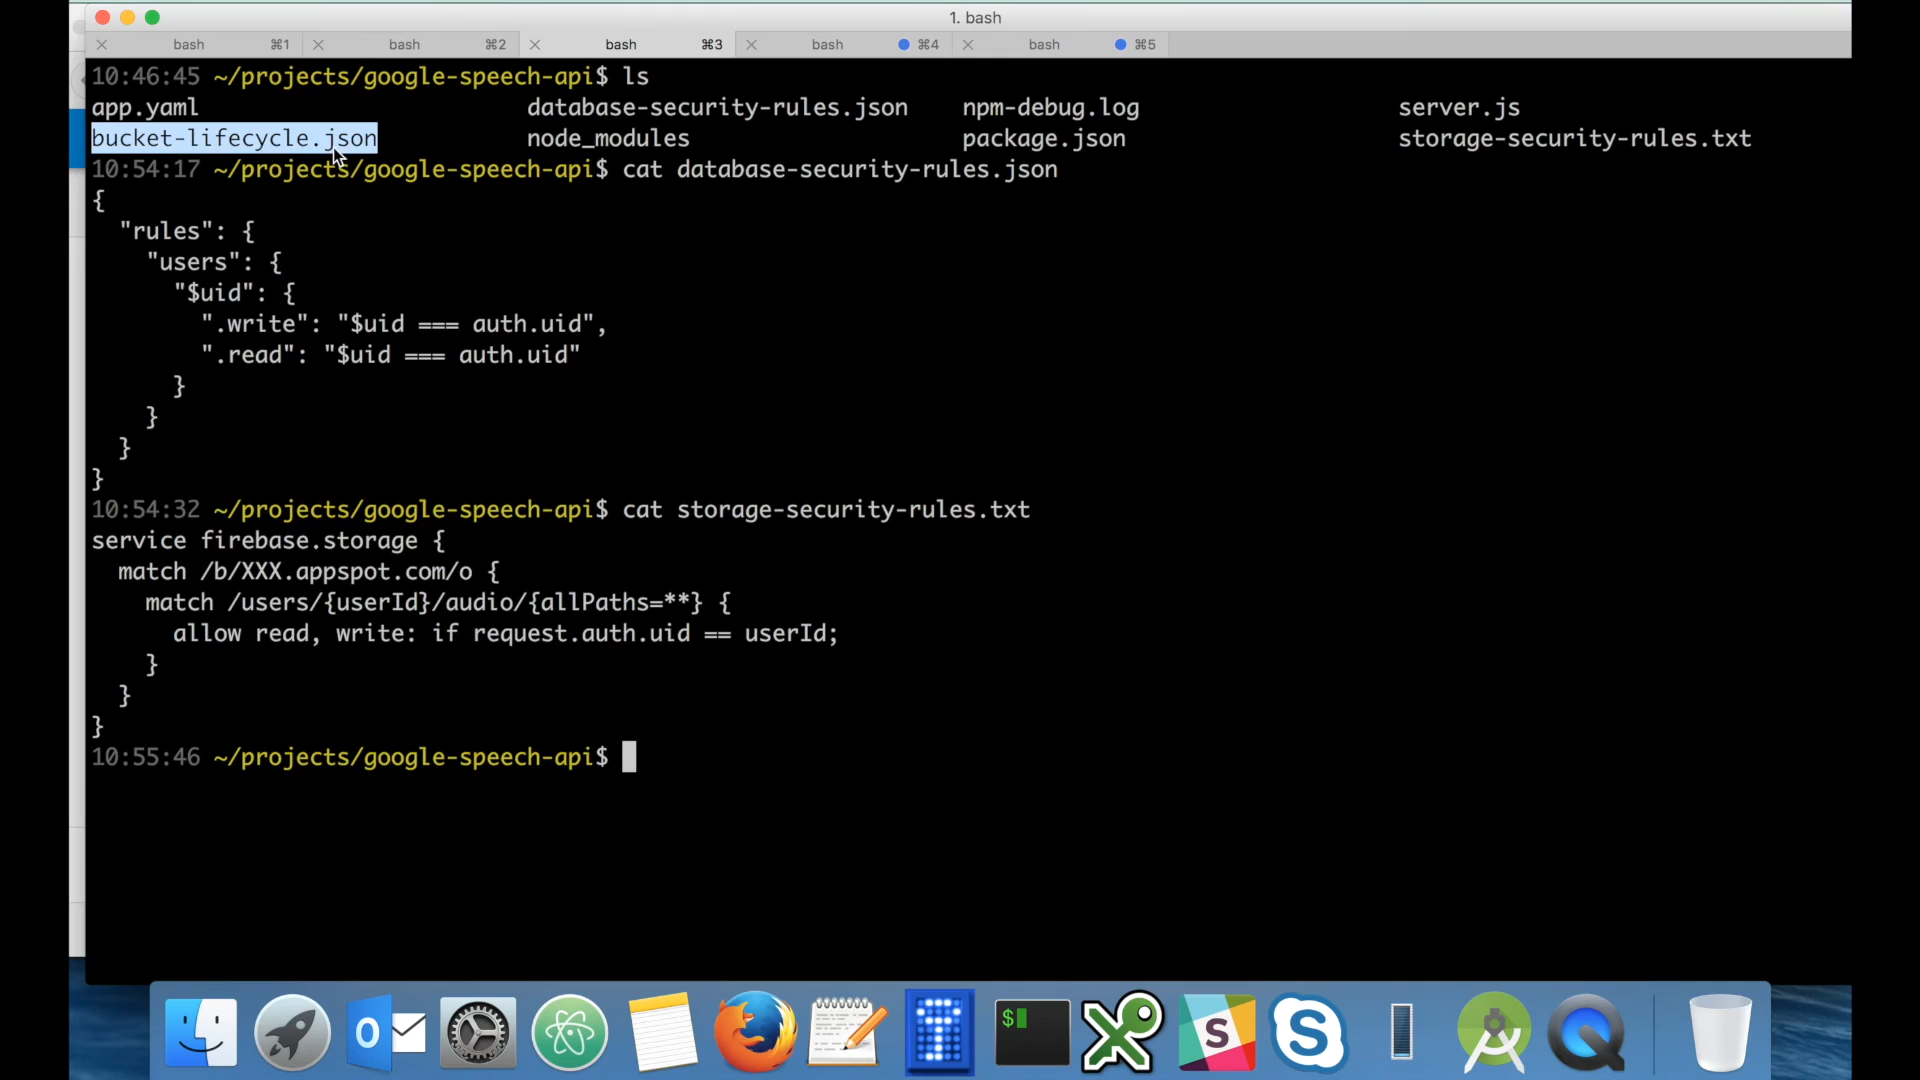 1. bash
bash ⌘1 bash ⌘2 bash ⌘3 bash ⌘4 bash ⌘5
10:46:45 ~/projects/google-speech-api$ ls
app.yaml database-security-rules.json npm-debug.log server.js
bucket-lifecycle.json node_modules package.json storage-security-rules.txt
10:54:17 ~/projects/google-speech-api$ cat database-security-rules.json
{
"rules": {
"users": {
"$uid": {
".write": "$uid === auth.uid",
".read": "$uid === auth.uid"
}
}
}
}
10:54:32 ~/projects/google-speech-api$ cat storage-security-rules.txt
service firebase.storage {
match /b/XXX.appspot.com/o {
match /users/{userId}/audio/{allPaths=**} {
allow read, write: if request.auth.uid == userId;
}
}
}
10:55:46 ~/projects/google-speech-api$